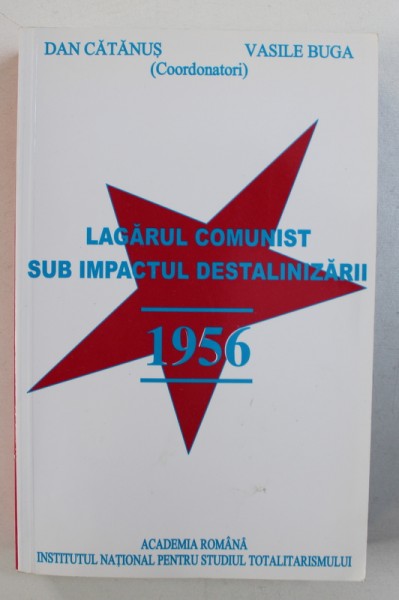 DAN CĂTĂNUȘ VASILE BUGA
(Coordonatori)
LAGĂRUL COMUNIST
SUB IMPACTUL DESTALINIZĂRII
1956
ACADEMIA ROMÂNĂ
INSTITUTUL NAȚIONAL PENTRU STUDIUL TOTALITARISMULUI